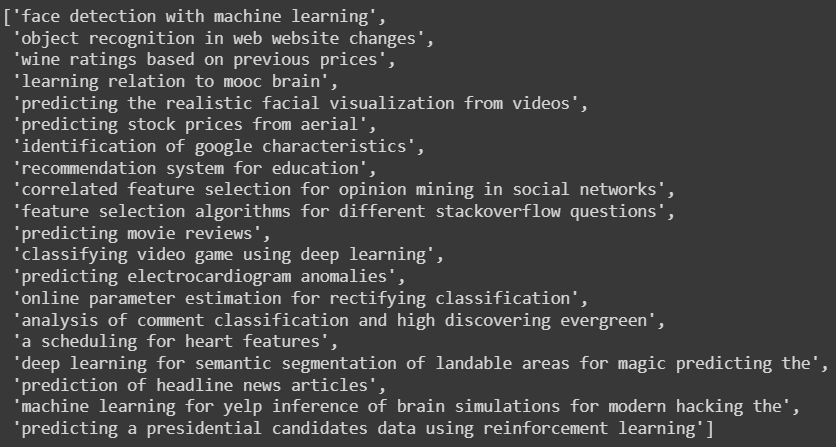 ['face detection with machine learning',
'object recognition in web website changes',
'wine ratings based on previous prices',
'learning relation to mooc brain',
'predicting the realistic facial visualization from videos',
'predicting stock prices from aerial',
'identification of google characteristics',
'recommendation system for education',
'correlated feature selection for opinion mining in social networks',
'feature selection algorithms for different stackoverflow questions',
'predicting movie reviews',
'classifying video game using deep learning',
'predicting electrocardiogram anomalies',
'online parameter estimation for rectifying classification',
'analysis of comment classification and high discovering evergreen',
'a scheduling for heart features',
'deep learning for semantic segmentation of landable areas for magic predicting the',
'prediction of headline news articles',
'machine learning for yelp inference of brain simulations for modern hacking the',
'predicting a presidential candidates data using reinforcement learning']